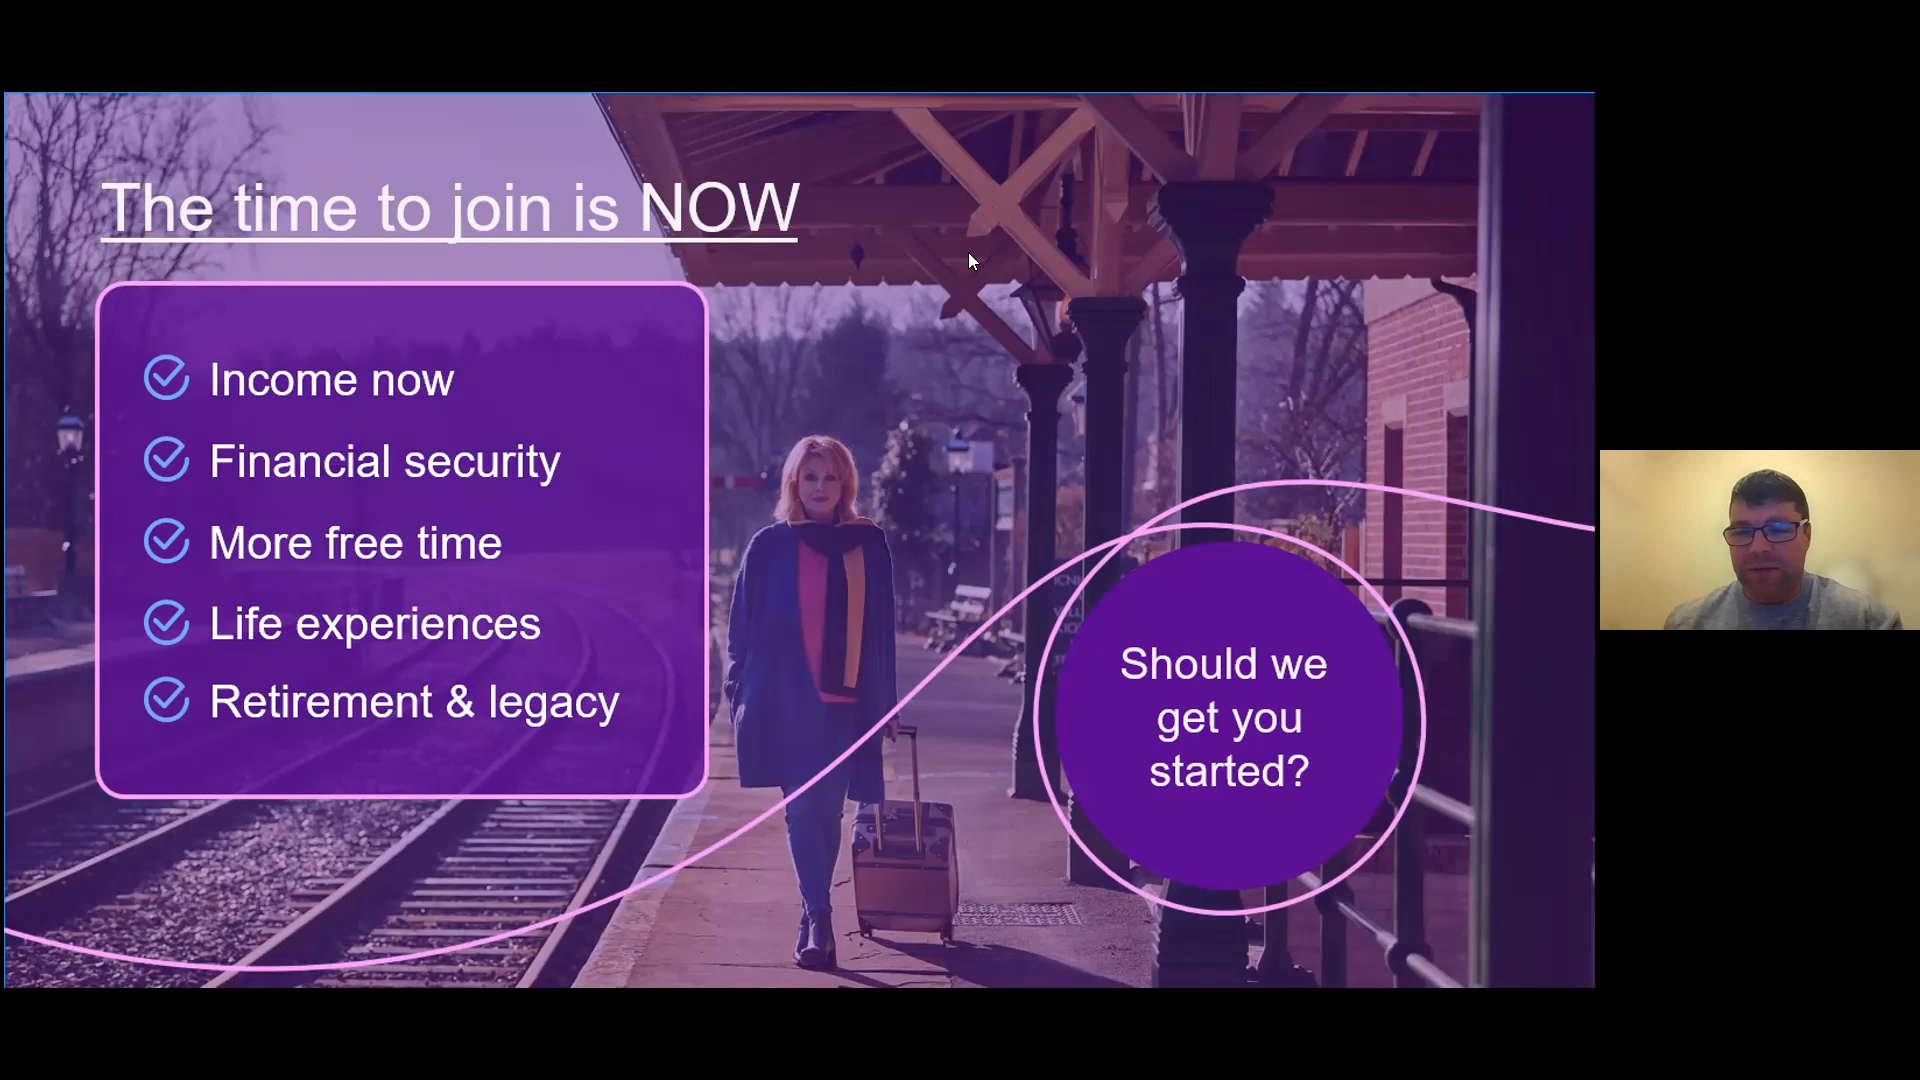 The time to join is NOW
Income now
Financial security
More free time
Life experiences
Retirement & legacy
Should we
get you
started?